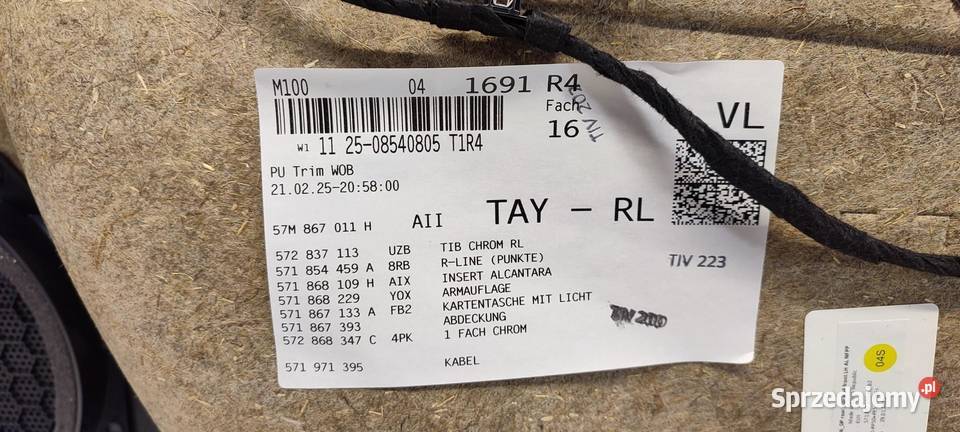 M100 04 1691 R4
Fach
16
TIV 202
VL
W1 11 25-08540805 T1R4
PU Trim WOB
21.02.25-20:58:00
57M 867 011 H AII TAY - RL
572 837 113 UZB TIB CHROM RL
571 854 459 A 8RB R-LINE (PUNKTE)
571 868 109 H AIX INSERT ALCANTARA
571 868 229 YOX ARMAUFLAGE
571 867 133 A FB2 KARTENTASCHE MIT LICHT
571 867 393 ABDECKUNG
572 868 347 C 4PK 1 FACH CHROM
571 971 395 KABEL
TIV 223
TIV 200
04S
Sprzedajemy.pl